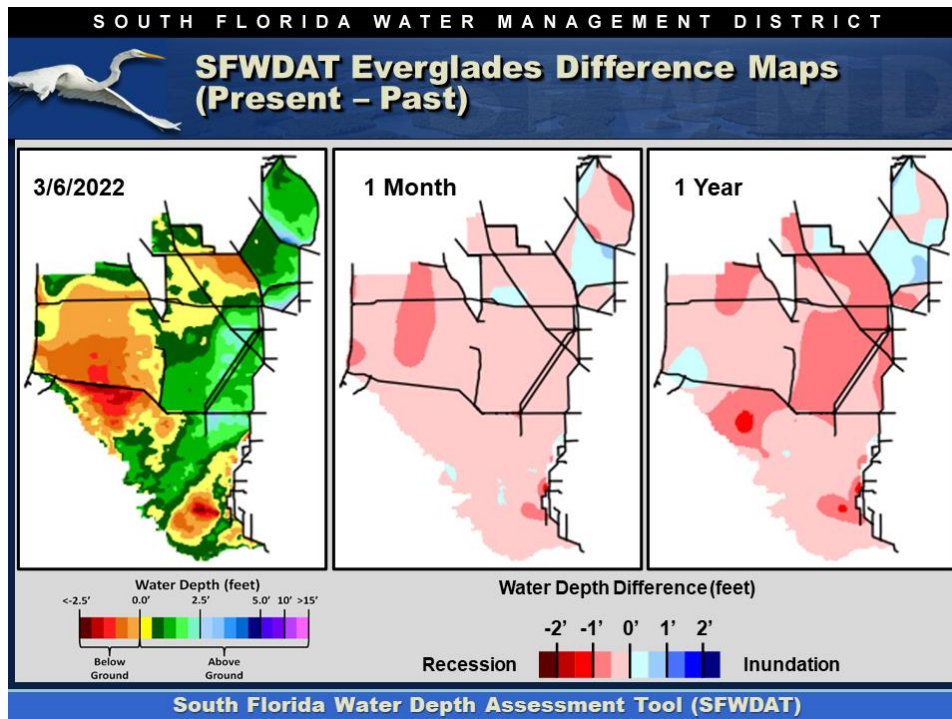 SOUTH FLORIDA WATER MANAGEMENT DISTRICT
SFWDAT Everglades Difference Maps
(Present – Past)
SFWMD
3/6/2022
1 Month
1 Year
Water Depth (feet)
<-2.5' 0.0' 2.5' 5.0' 10' >15'
Below
Ground
Above
Ground
Water Depth Difference (feet)
-2' -1' 0' 1' 2'
Recession
Inundation
South Florida Water Depth Assessment Tool (SFWDAT)